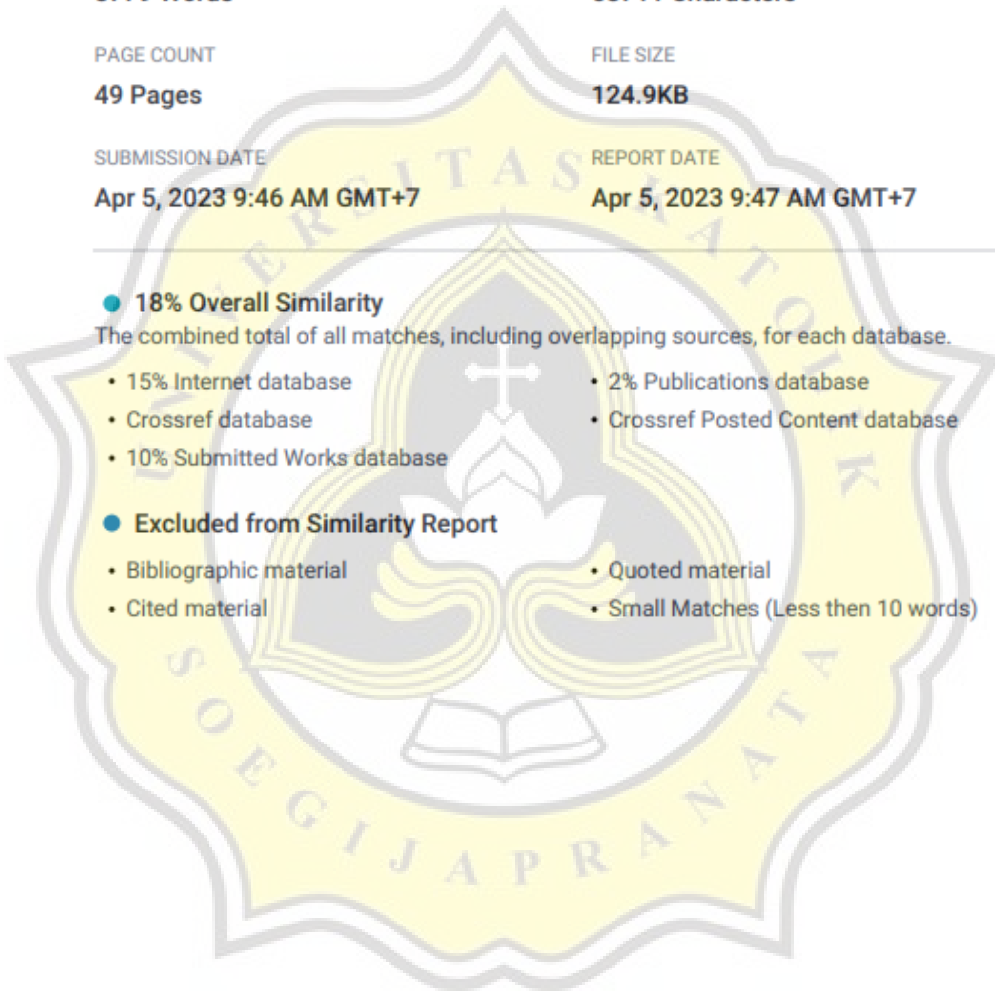 PAGE COUNT
FILE SIZE
49 Pages
124.9KB
SUBMISSION DATE
REPORT DATE
Apr 5, 2023 9:46 AM GMT+7
Apr 5, 2023 9:47 AM GMT+7
18% Overall Similarity
The combined total of all matches, including overlapping sources, for each database.
• 15% Internet database
• 2% Publications database
• Crossref database
• Crossref Posted Content database
• 10% Submitted Works database
Excluded from Similarity Report
• Bibliographic material
• Quoted material
• Cited material
• Small Matches (Less then 10 words)
UNIVERSITAS KATOLIK
SOEGIJAPRANATA